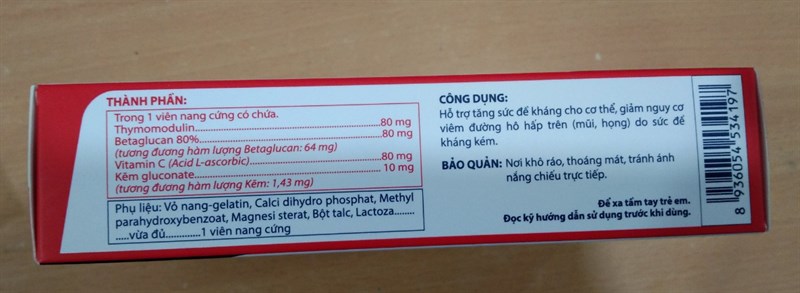 THÀNH PHẦN:
Trong 1 viên nang cứng có chứa.
Thymomodulin..........80 mg
Betaglucan 80%..........80 mg
(tương đương hàm lượng Betaglucan: 64 mg)
Vitamin C (Acid L-ascorbic)..........80 mg
Kẽm gluconate..........10 mg
(tương đương hàm lượng Kẽm: 1,43 mg)
Phụ liệu: Vỏ nang-gelatin, Calci dihydro phosphat, Methyl
parahydroxybenzoat, Magnesi sterat, Bột talc, Lactoza........
.....vừa đủ.............1 viên nang cứng
CÔNG DỤNG:
Hỗ trợ tăng sức đề kháng cho cơ thể, giảm nguy cơ
viêm đường hô hấp trên (mũi, họng) do sức đề
kháng kém.
BẢO QUẢN: Nơi khô ráo, thoáng mát, tránh ánh
nắng chiếu trực tiếp.
Để xa tầm tay trẻ em.
Đọc kỹ hướng dẫn sử dụng trước khi dùng.
8 936054 534197